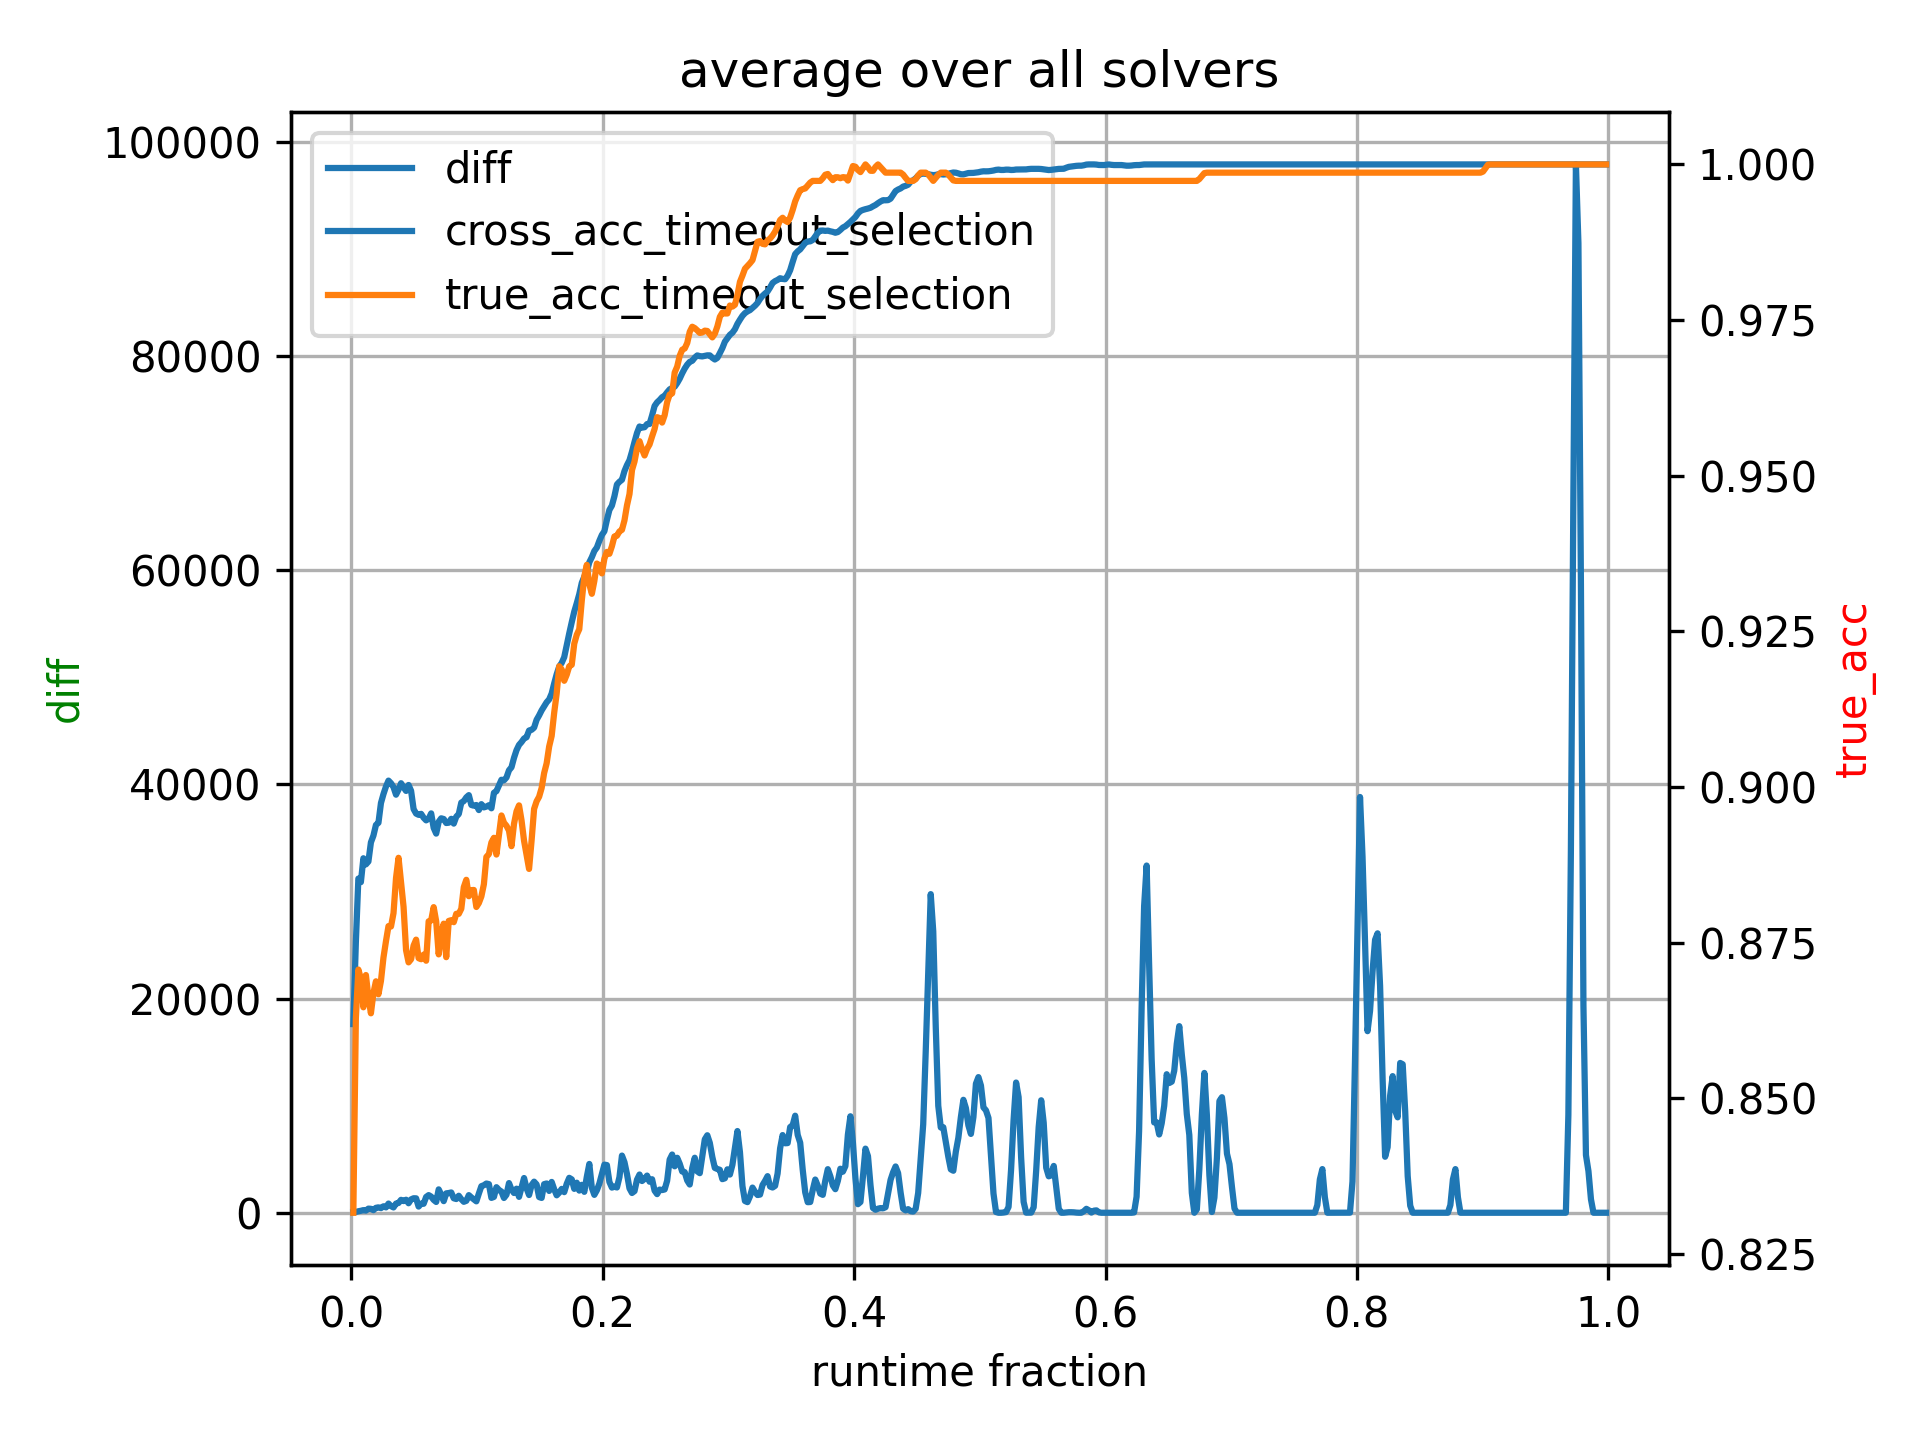 average over all solvers
diff
cross_acc_timeout_selection
true_acc_timeout_selection
100000
80000
60000
40000
20000
0
diff
1.000
0.975
0.950
0.925
0.900
0.875
0.850
0.825
true_acc
0.0 0.2 0.4 0.6 0.8 1.0
runtime fraction